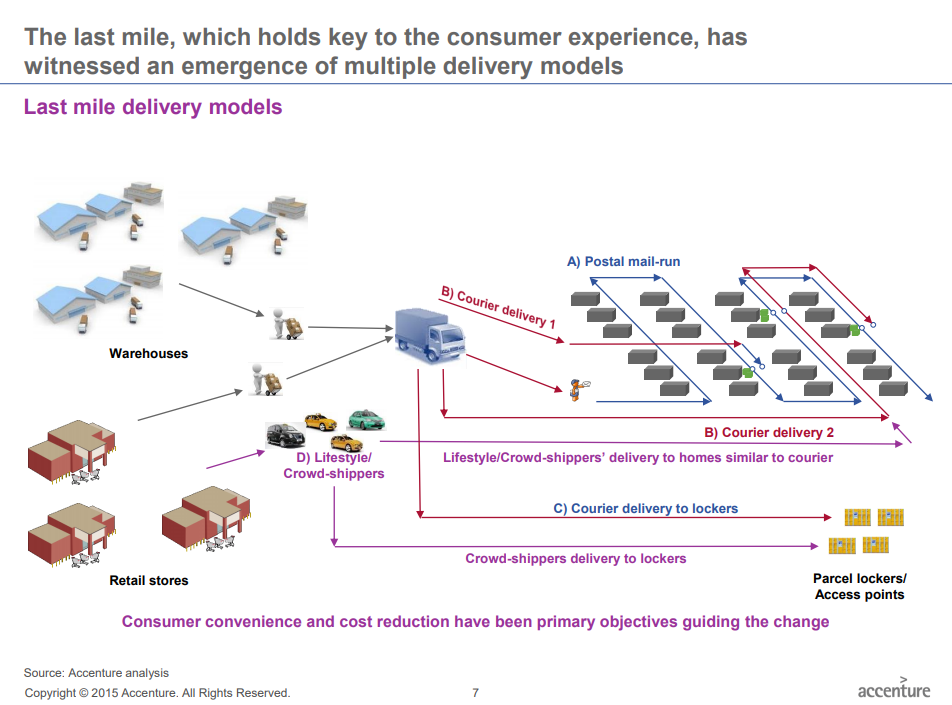 The last mile, which holds key to the consumer experience, has
witnessed an emergence of multiple delivery models
Last mile delivery models
A) Postal mail-run
B) Courier delivery 1
Warehouses
B) Courier delivery 2
D) Lifestyle/
Crowd-shippers
Lifestyle/Crowd-shippers’ delivery to homes similar to courier
C) Courier delivery to lockers
Crowd-shippers delivery to lockers
Retail stores
Parcel lockers/
Access points
Consumer convenience and cost reduction have been primary objectives guiding the change
Source: Accenture analysis
Copyright © 2015 Accenture. All Rights Reserved.
7
accenture